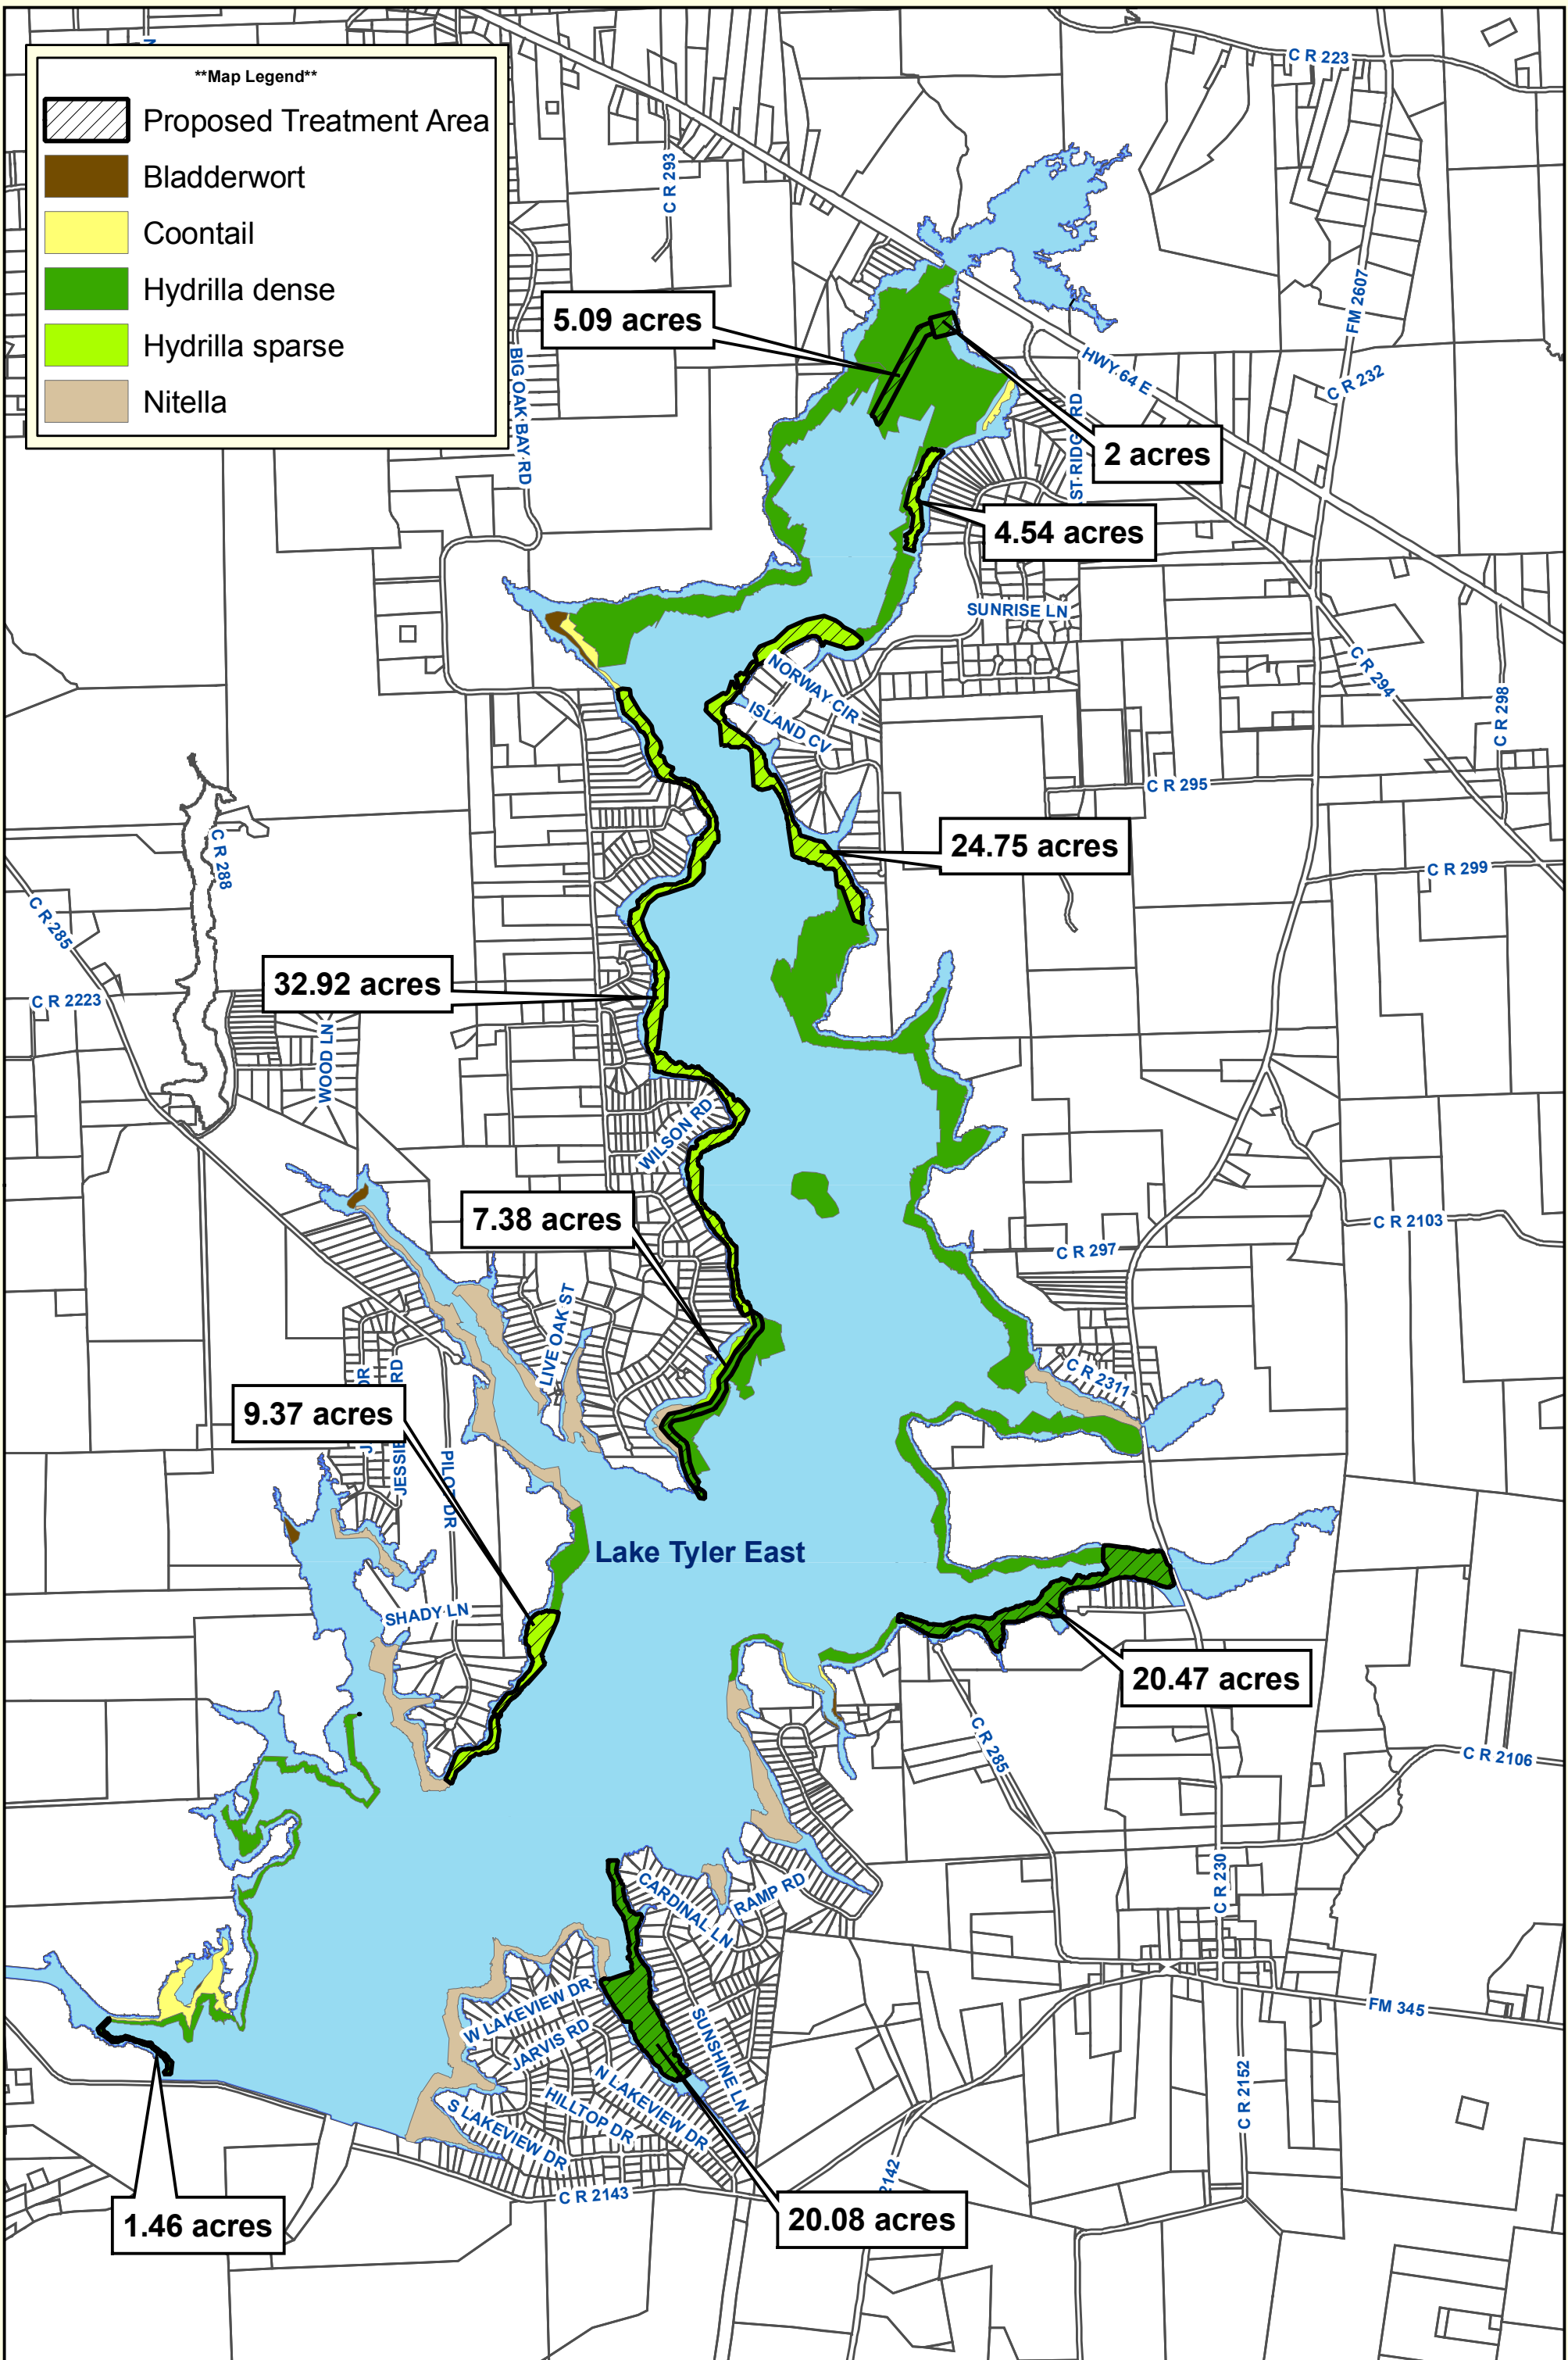 **Map Legend**
Proposed Treatment Area
Bladderwort
Coontail
Hydrilla dense
Hydrilla sparse
Nitella
C R 223
C R 293
FM 2607
BIG OAK BAY RD
5.09 acres
HWY 64 E
C R 232
2 acres
4.54 acres
SUNRISE LN
C R 294
C R 298
NORWAY CIR
ISLAND CV
C R 295
C R 288
24.75 acres
C R 299
C R 285
32.92 acres
C R 2223
WOOD LN
WILSON RD
7.38 acres
C R 2103
C R 297
LIVE OAK ST
C R 2311
9.37 acres
JESSIE RD
PILOT DR
Lake Tyler East
SHADY LN
20.47 acres
C R 285
C R 2106
C R 230
CARDINAL LN
RAMP RD
W LAKEVIEW DR
JARVIS RD
SUNSHINE LN
FM 345
N LAKEVIEW DR
HILLTOP DR
S LAKEVIEW DR
C R 2152
C R 2143
2142
1.46 acres
20.08 acres